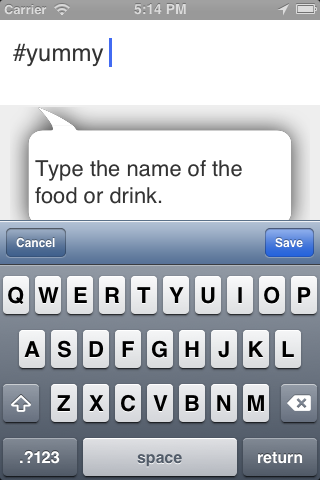 Carrier 5:14 PM
#yummy
Type the name of the
food or drink.
Cancel Save
Q W E R T Y U I O P
A S D F G H J K L
Z X C V B N M
.?123 space return